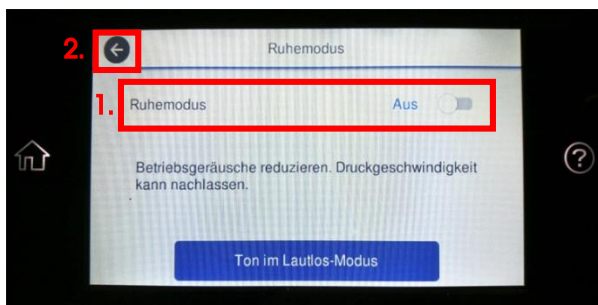 2.
Ruhemodus
1.
Ruhemodus Aus
Betriebsgeräusche reduzieren. Druckgeschwindigkeit
kann nachlassen.
Ton im Lautlos-Modus
?